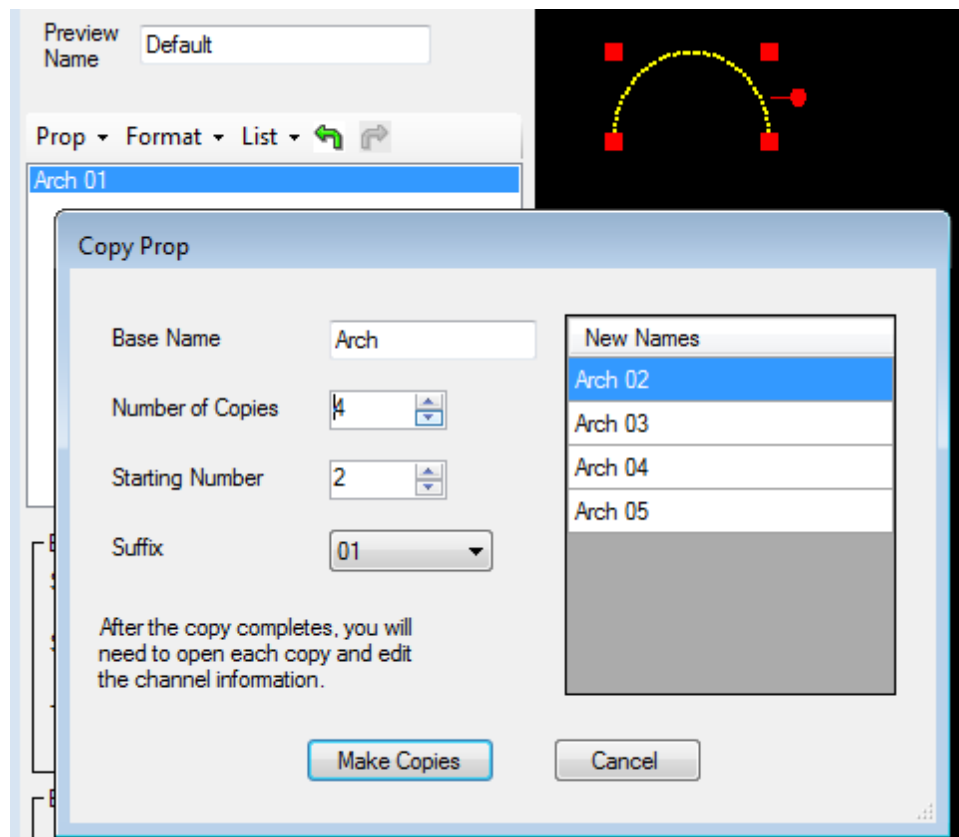 Preview
Name
Default
Prop Format List
Arch 01
Copy Prop
Base Name Arch
Number of Copies 4
Starting Number 2
Suffix 01
After the copy completes, you will
need to open each copy and edit
the channel information.
New Names
Arch 02
Arch 03
Arch 04
Arch 05
Make Copies Cancel